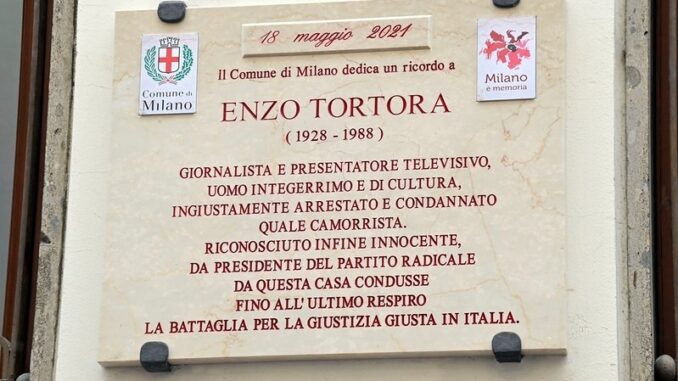 18 maggio 2021
Comune di
Milano
Milano
è memoria
Il Comune di Milano dedica un ricordo a
ENZO TORTORA
( 1928 - 1988 )
GIORNALISTA E PRESENTATORE TELEVISIVO,
UOMO INTEGERRIMO E DI CULTURA,
INGIUSTAMENTE ARRESTATO E CONDANNATO
QUALE CAMORRISTA.
RICONOSCIUTO INFINE INNOCENTE,
DA PRESIDENTE DEL PARTITO RADICALE
DA QUESTA CASA CONDUSSE
FINO ALL'ULTIMO RESPIRO
LA BATTAGLIA PER LA GIUSTIZIA GIUSTA IN ITALIA.